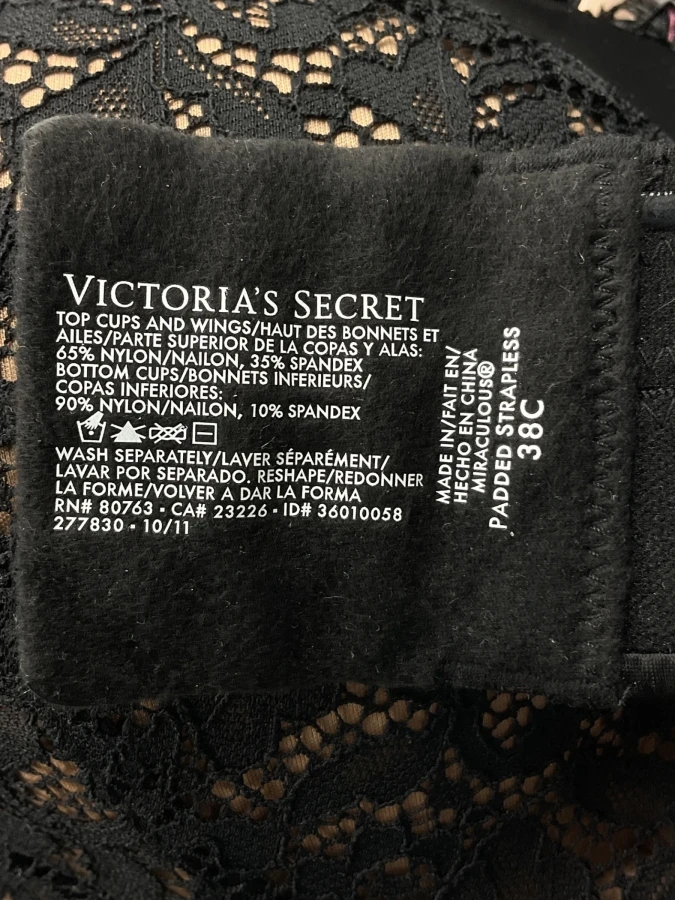 VICTORIA'S SECRET
TOP CUPS AND WINGS/HAUT DES BONNETS ET
AILES/PARTE SUPERIOR DE LA COPAS Y ALAS:
65% NYLON/NAILON, 35% SPANDEX
BOTTOM CUPS/BONNETS INFERIEURS/
COPAS INFERIORES:
90% NYLON/NAILON, 10% SPANDEX
WASH SEPARATELY/LAVER SÉPARÉMENT/
LAVAR POR SEPARADO. RESHAPE/REDONNER
LA FORME/VOLVER A DAR LA FORMA
RN# 80763 - CA# 23226 - ID# 36010058
277830 - 10/11
MADE IN/FAIT EN/
HECHO EN CHINA
MIRACULOUS®
PADDED STRAPLESS
38C